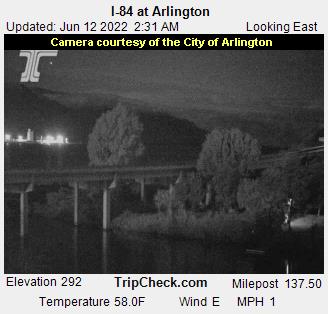 I-84 at Arlington
Updated: Jun 12 2022 2:31 AM Looking East
Camera courtesy of the City of Arlington
Elevation 292 TripCheck.com Milepost 137.50
Temperature 58.0F Wind E MPH 1